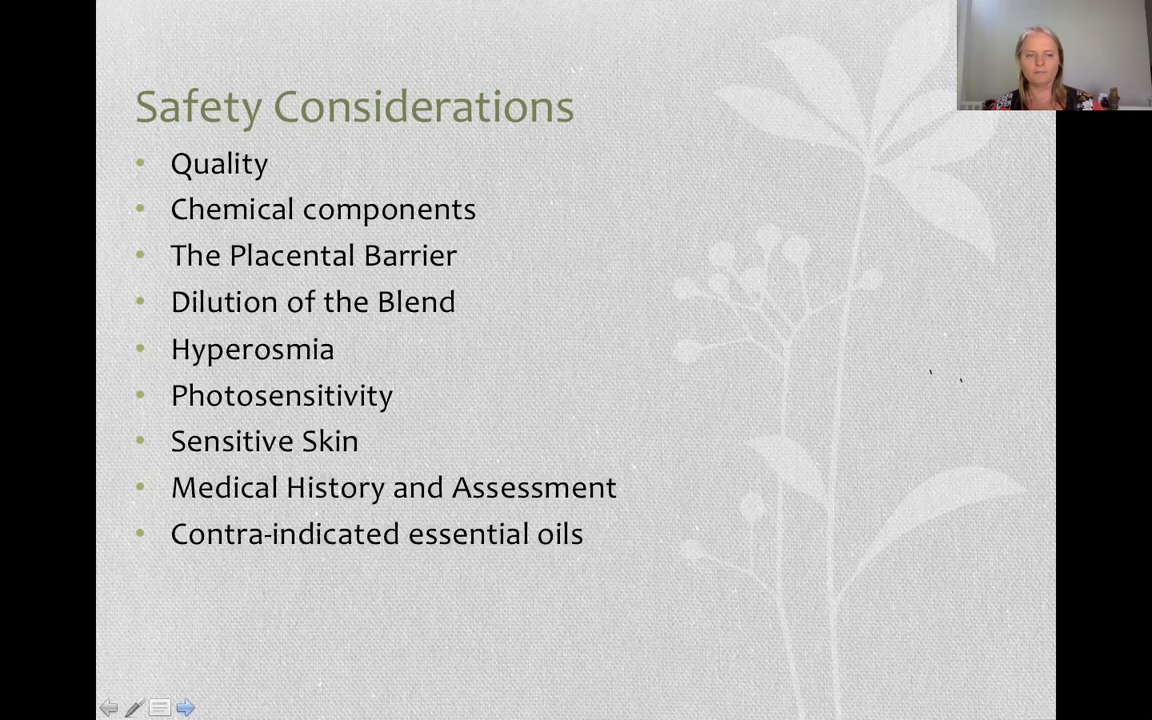 Safety Considerations
• Quality
• Chemical components
• The Placental Barrier
• Dilution of the Blend
• Hyperosmia
• Photosensitivity
• Sensitive Skin
• Medical History and Assessment
• Contra-indicated essential oils